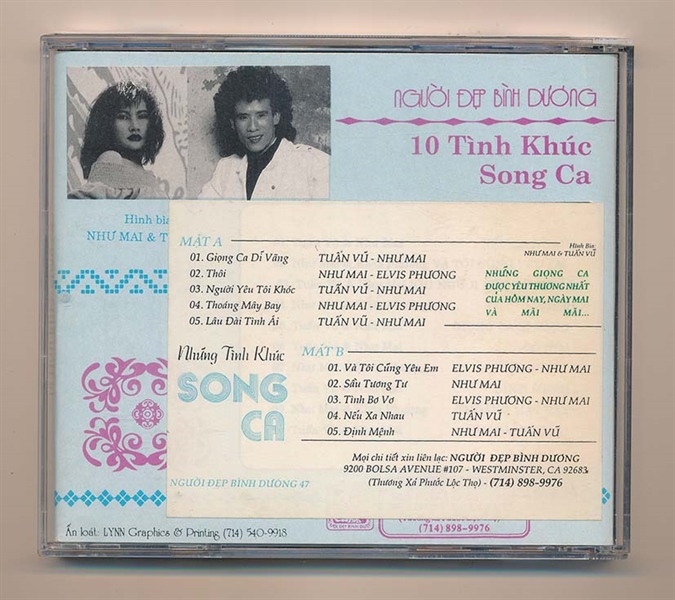 NGƯỜI ĐẸP BÌNH DƯƠNG
10 Tình Khúc
Song Ca
Hình bìa
NHƯ MAI & T
MẶT A
01. Giọng Ca Dĩ Vãng TUẤN VŨ - NHƯ MAI
02. Thôi NHƯ MAI - ELVIS PHƯƠNG
03. Người Yêu Tôi Khóc TUẤN VŨ - NHƯ MAI
04. Thoáng Mây Bay NHƯ MAI - ELVIS PHƯƠNG
05. Lâu Đài Tình Ái TUẤN VŨ - NHƯ MAI
Hình Bìa:
NHƯ MAI & TUẤN VŨ
NHỮNG GIỌNG CA
ĐƯỢC YÊU THƯƠNG NHẤT
CỦA HÔM NAY, NGÀY MAI
VÀ MÃI MÃI...
Những Tình Khúc
SONG
CA
MẶT B
01. Và Tôi Cũng Yêu Em ELVIS PHƯƠNG - NHƯ MAI
02. Sầu Tương Tư NHƯ MAI
03. Tình Bơ Vơ ELVIS PHƯƠNG - NHƯ MAI
04. Nếu Xa Nhau TUẤN VŨ
05. Định Mệnh NHƯ MAI - TUẤN VŨ
Mọi chi tiết xin liên lạc: NGƯỜI ĐẸP BÌNH DƯƠNG
9200 BOLSA AVENUE #107 - WESTMINSTER, CA 92683
(Thương Xá Phước Lộc Thọ) - (714) 898-9976
NGƯỜI ĐẸP BÌNH DƯƠNG 47
Ấn loát: LYNN Graphics & Printing (714) 540-9918
(714) 898-9976